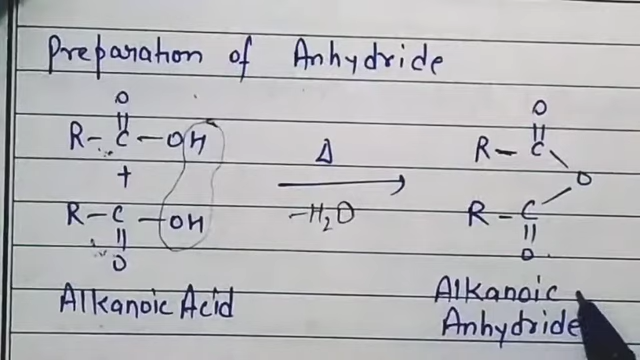 Preparation of Anhydride
O
||
R-C-OH
+
R-C-OH
||
O
Alkanoic Acid
Δ
-H2O
O
||
R-C
O
R-C
||
O
Alkanoic
Anhydride